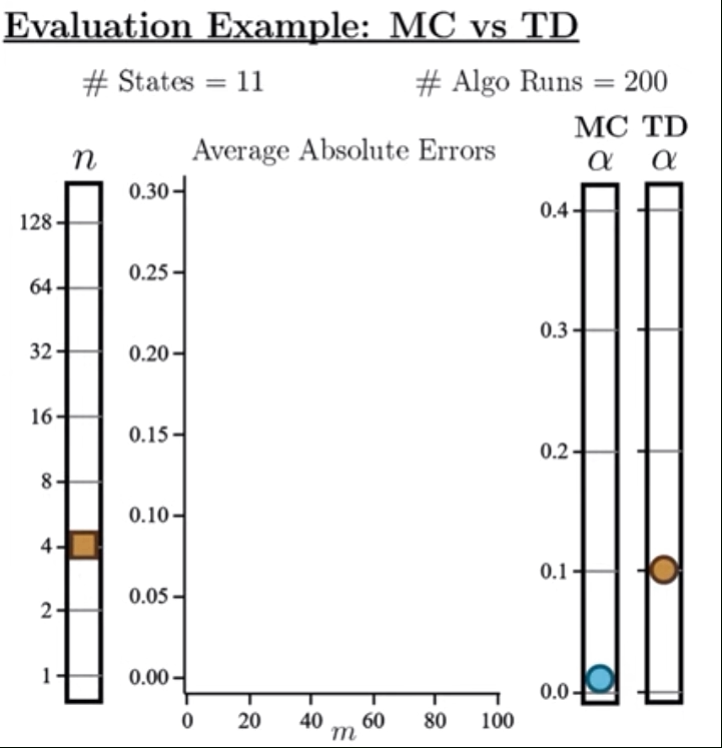 Evaluation Example: MC vs TD
# States = 11
# Algo Runs = 200
MC TD
n
Average Absolute Errors
α α
128
64
32
16
8
4
2
1
0.30
0.25
0.20
0.15
0.10
0.05
0.00
0 20 40 60 80 100
m
0.4
0.3
0.2
0.1
0.0